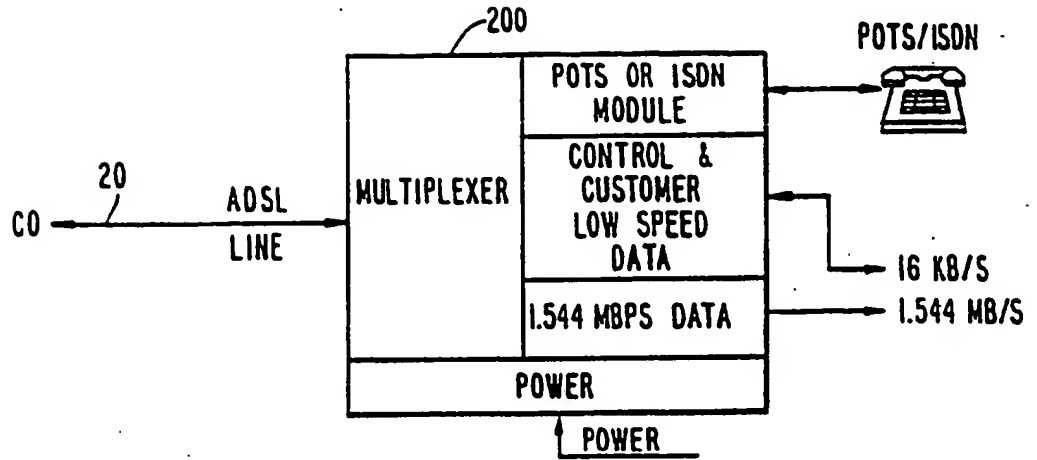 200
POTS/ISDN
POTS OR ISDN
MODULE
MULTIPLEXER
CONTROL &
CUSTOMER
LOW SPEED
DATA
20
CO
ADSL
LINE
16 KB/S
1.544 MBPS DATA
1.544 MB/S
POWER
POWER